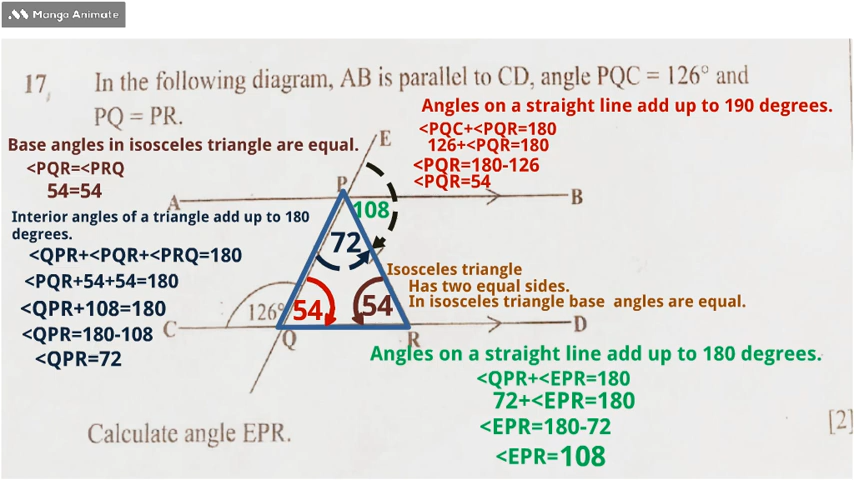 Manga Animate
17, In the following diagram, AB is parallel to CD, angle PQC = 126° and
PQ = PR.
Angles on a straight line add up to 190 degrees.
<PQC+<PQR=180
126+<PQR=180
<PQR=180-126
<PQR=54
Base angles in isosceles triangle are equal.
<PQR=<PRQ
54=54
E
P
A
B
108
Interior angles of a triangle add up to 180
degrees.
<QPR+<PQR+<PRQ=180
<PQR+54+54=180
<QPR+108=180
<QPR=180-108
<QPR=72
72
Isosceles triangle
Has two equal sides.
In isosceles triangle base angles are equal.
126°
54
54
C
D
Q
R
Angles on a straight line add up to 180 degrees.
<QPR+<EPR=180
72+<EPR=180
<EPR=180-72
<EPR=108
Calculate angle EPR.
[2]